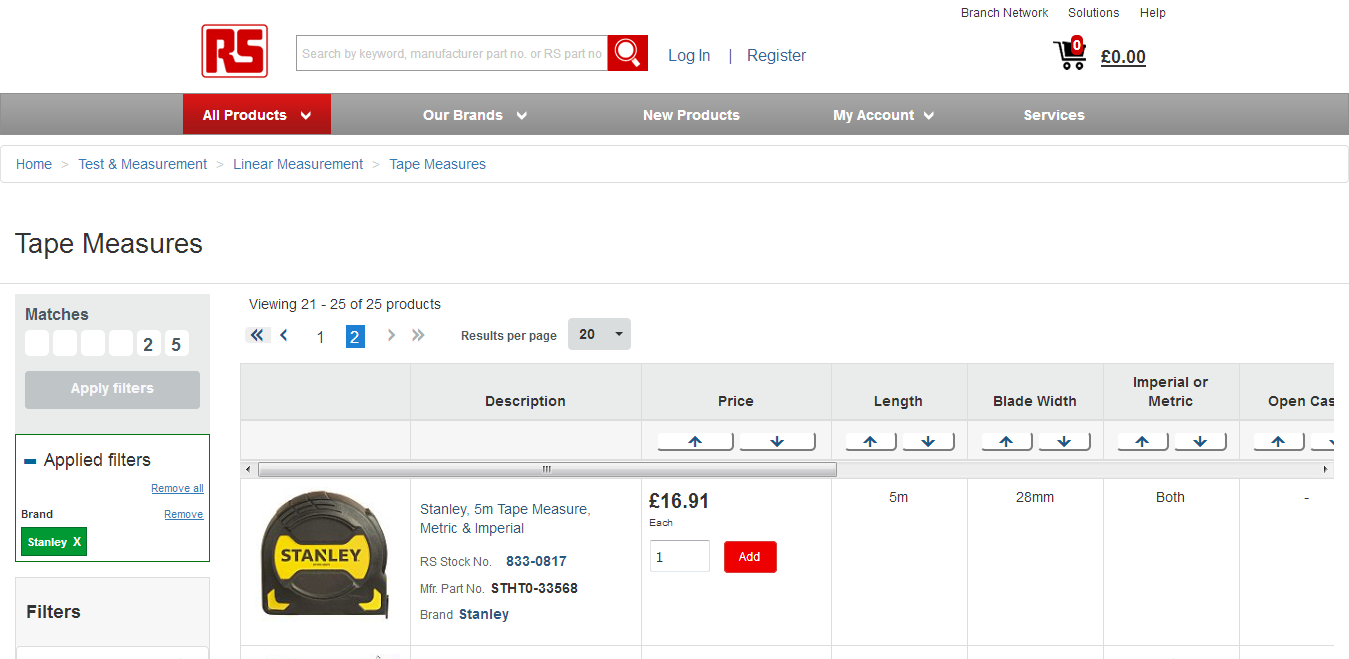 Branch Network Solutions Help
RS
Search by keyword, manufacturer part no. or RS part no
Log In | Register
0
£0.00
All Products Our Brands New Products My Account Services
Home > Test & Measurement > Linear Measurement > Tape Measures
Tape Measures
Matches
2 5
Apply filters
Applied filters
Remove all
Brand Remove
Stanley X
Filters
Viewing 21 - 25 of 25 products
1 2
Results per page 20
Description Price Length Blade Width Imperial or Metric Open Cas
STANLEY
Stanley, 5m Tape Measure,
Metric & Imperial
RS Stock No. 833-0817
Mfr. Part No. STHT0-33568
Brand Stanley
£16.91
Each
1 Add
5m 28mm Both -